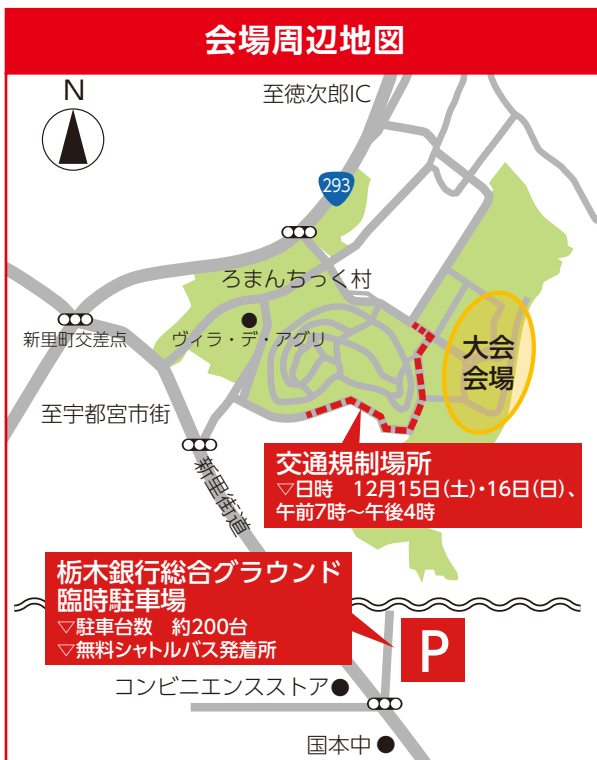 会場周辺地図
N
至徳次郎IC
293
ろまんちっく村
新里町交差点
ヴィラ・デ・アグリ
大会
会場
至宇都宮市街
新里街道
交通規制場所
▽日時　12月15日(土)・16日(日)、
午前7時～午後4時
栃木銀行総合グラウンド
臨時駐車場
▽駐車台数　約200台
▽無料シャトルバス発着所
P
コンビニエンスストア
国本中